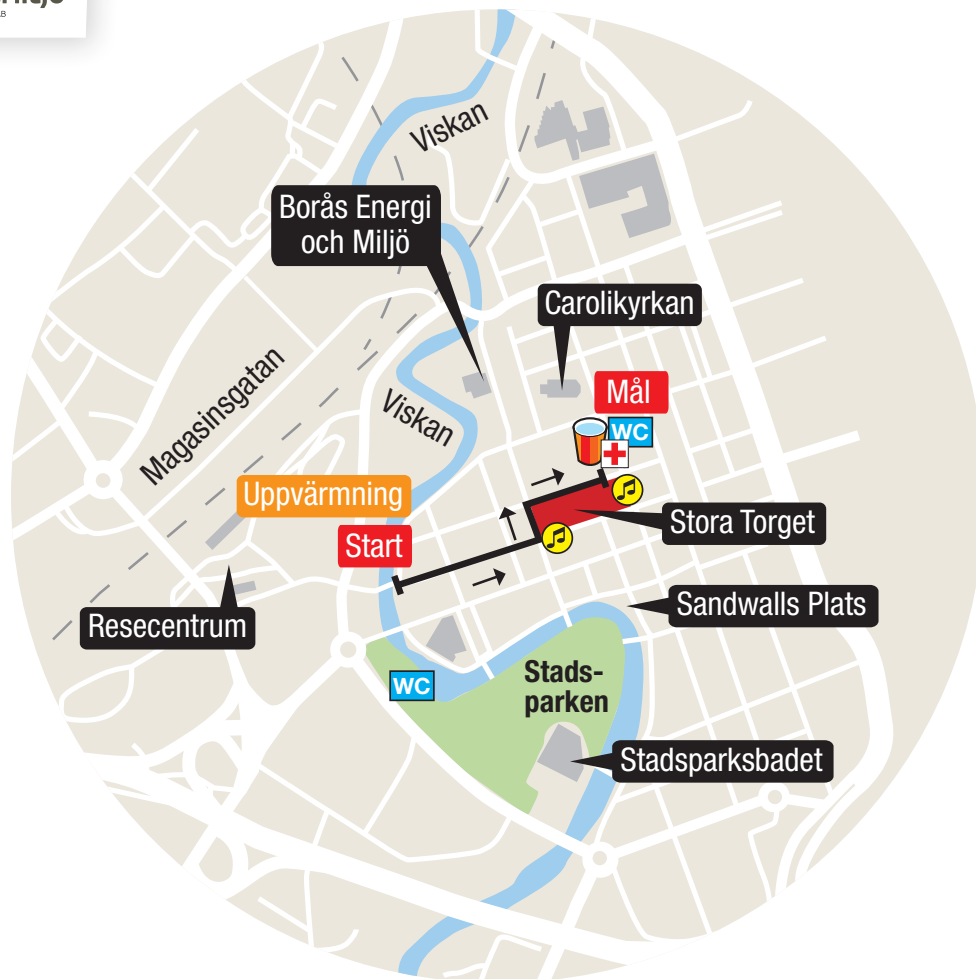 Viskan
Borås Energi
och Miljö
Carolikyrkan
Mål
WC
Magasinsgatan
Viskan
Uppvärmning
Start
Stora Torget
Resecentrum
Sandwalls Plats
WC
Stads-
parken
Stadsparksbadet